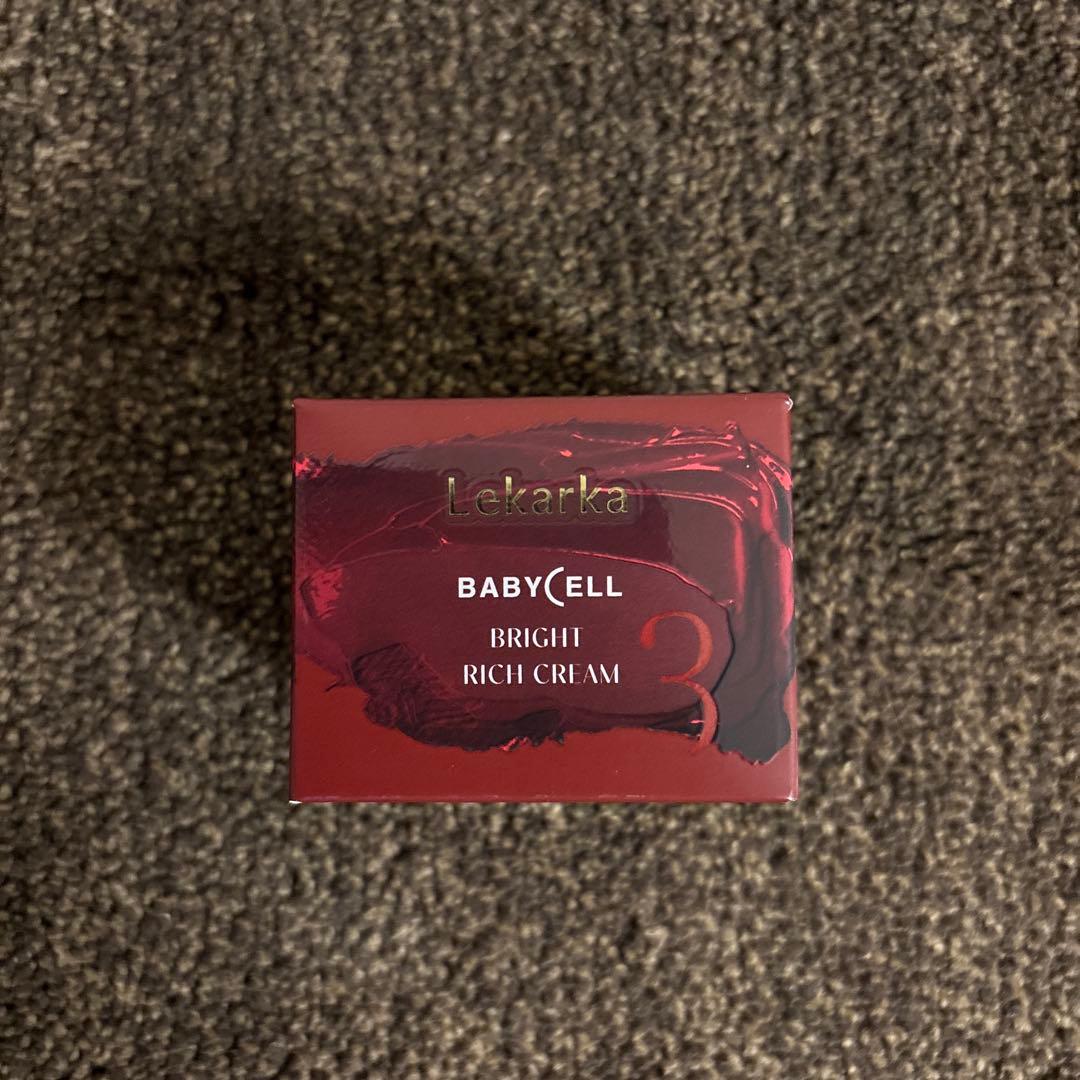 Lekarka
BABYCELL
BRIGHT
RICH CREAM
3